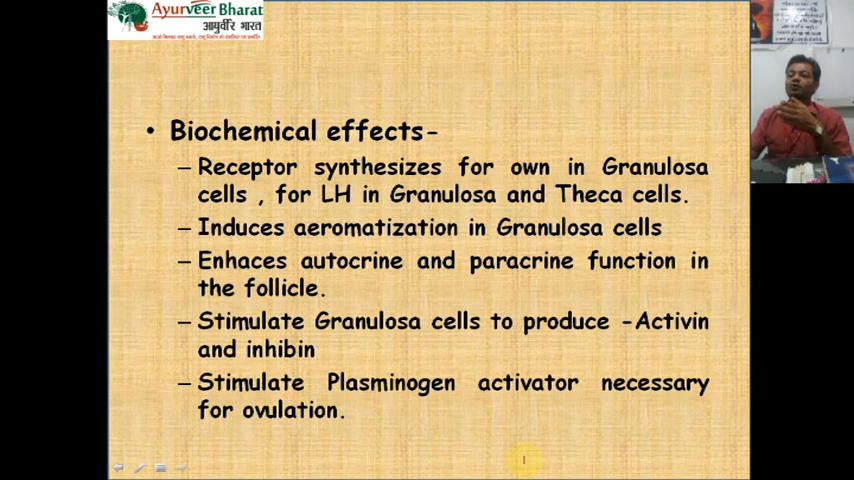 AyurveerBharat
आयुर्वीर भारत
• Biochemical effects-
– Receptor synthesizes for own in Granulosa
cells , for LH in Granulosa and Theca cells.
– Induces aeromatization in Granulosa cells
– Enhaces autocrine and paracrine function in
the follicle.
– Stimulate Granulosa cells to produce -Activin
and inhibin
– Stimulate Plasminogen activator necessary
for ovulation.